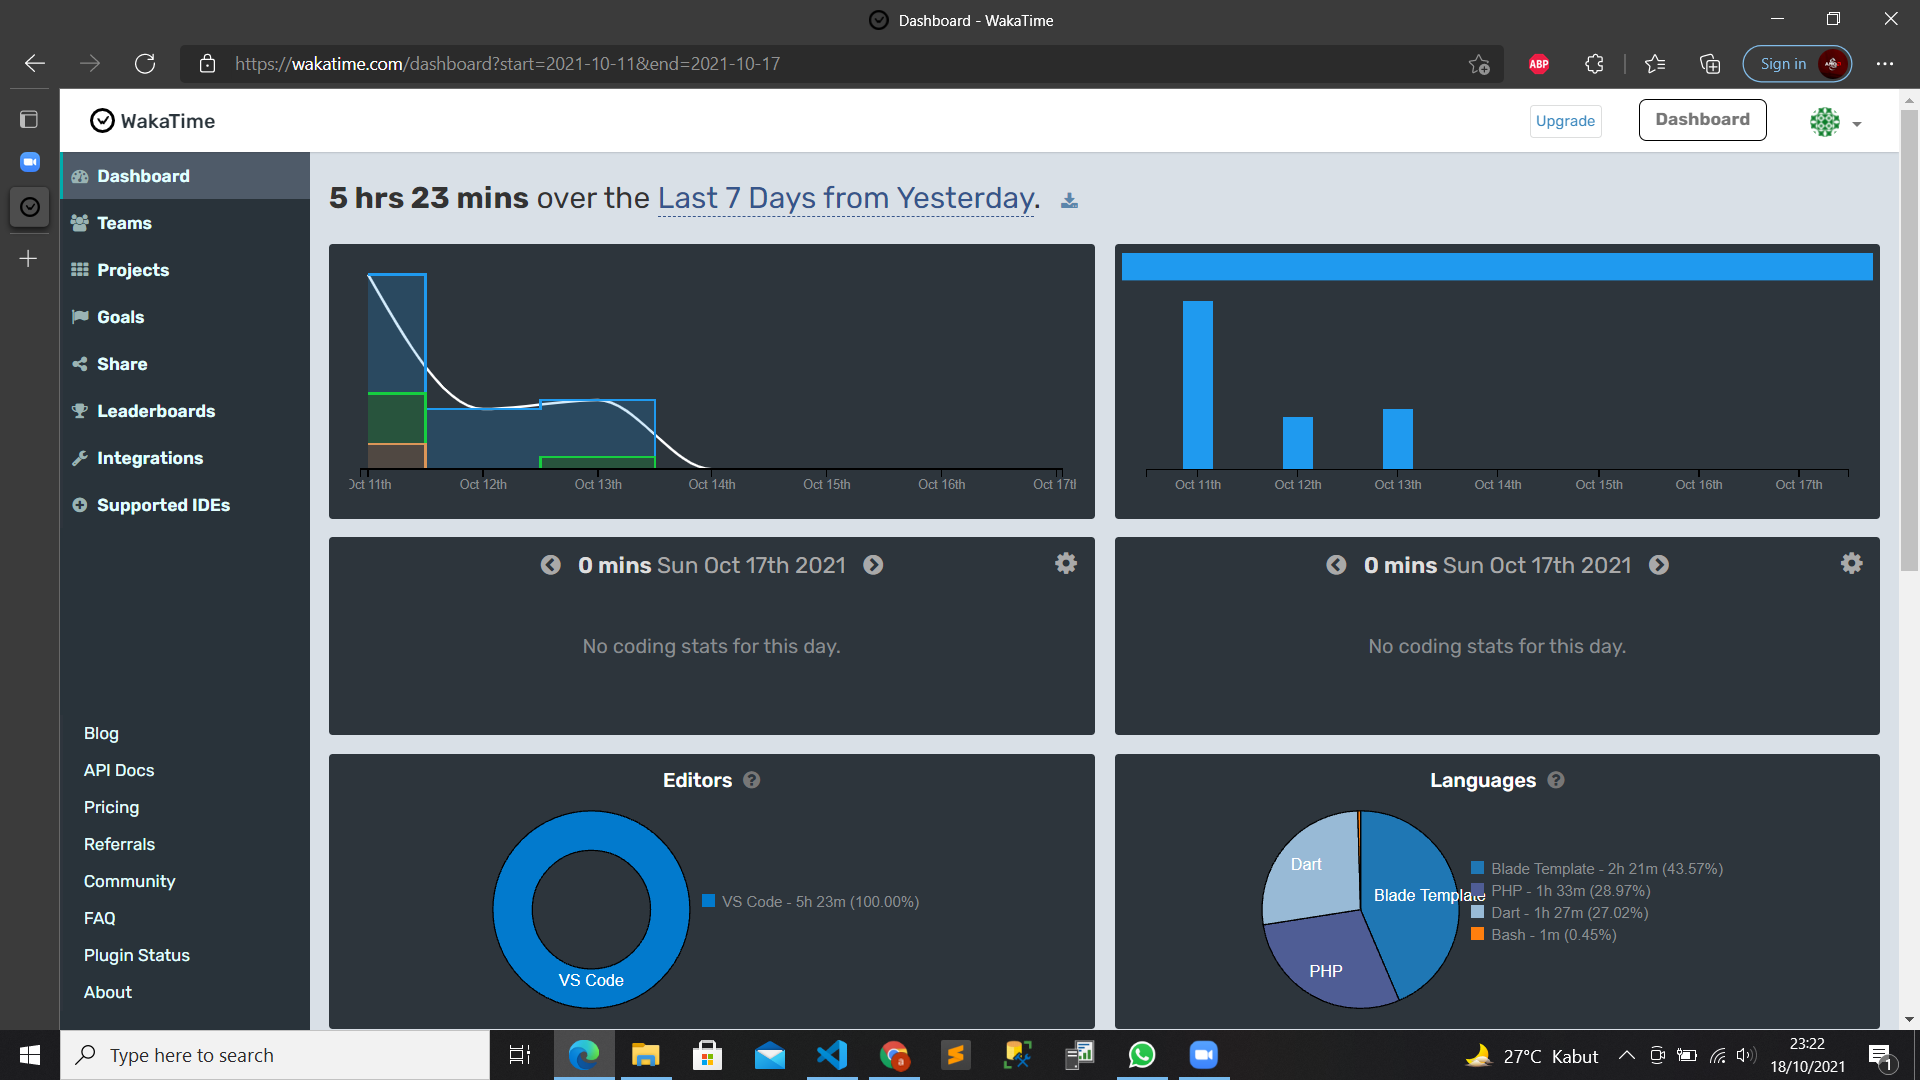 Dashboard - WakaTime
https://wakatime.com/dashboard?start=2021-10-11&end=2021-10-17
ABP
Sign in
WakaTime
Upgrade
Dashboard
Dashboard
Teams
Projects
Goals
Share
Leaderboards
Integrations
Supported IDEs
Blog
API Docs
Pricing
Referrals
Community
FAQ
Plugin Status
About
5 hrs 23 mins over the Last 7 Days from Yesterday.
Oct 11th Oct 12th Oct 13th Oct 14th Oct 15th Oct 16th Oct 17th
Oct 11th Oct 12th Oct 13th Oct 14th Oct 15th Oct 16th Oct 17th
0 mins Sun Oct 17th 2021
No coding stats for this day.
0 mins Sun Oct 17th 2021
No coding stats for this day.
Editors
VS Code
VS Code - 5h 23m (100.00%)
Languages
Dart
Blade Template
PHP
Blade Template - 2h 21m (43.57%)
PHP - 1h 33m (28.97%)
Dart - 1h 27m (27.02%)
Bash - 1m (0.45%)
Type here to search
27°C Kabut
23:22
18/10/2021
1